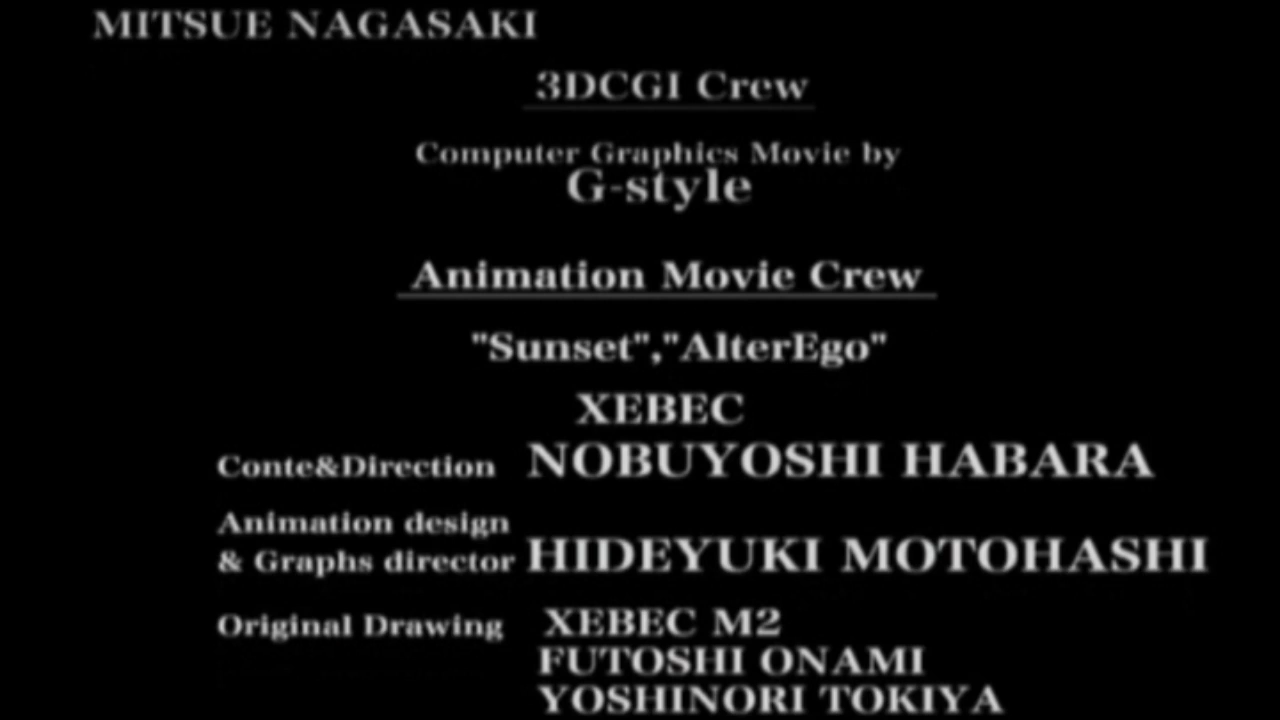 MITSUE NAGASAKI
3DCGI Crew
Computer Graphics Movie by
G-style
Animation Movie Crew
"Sunset","AlterEgo"
XEBEC
Conte&Direction NOBUYOSHI HABARA
Animation design
& Graphs director HIDEYUKI MOTOHASHI
Original Drawing XEBEC M2
FUTOSHI ONAMI
YOSHINORI TOKIYA